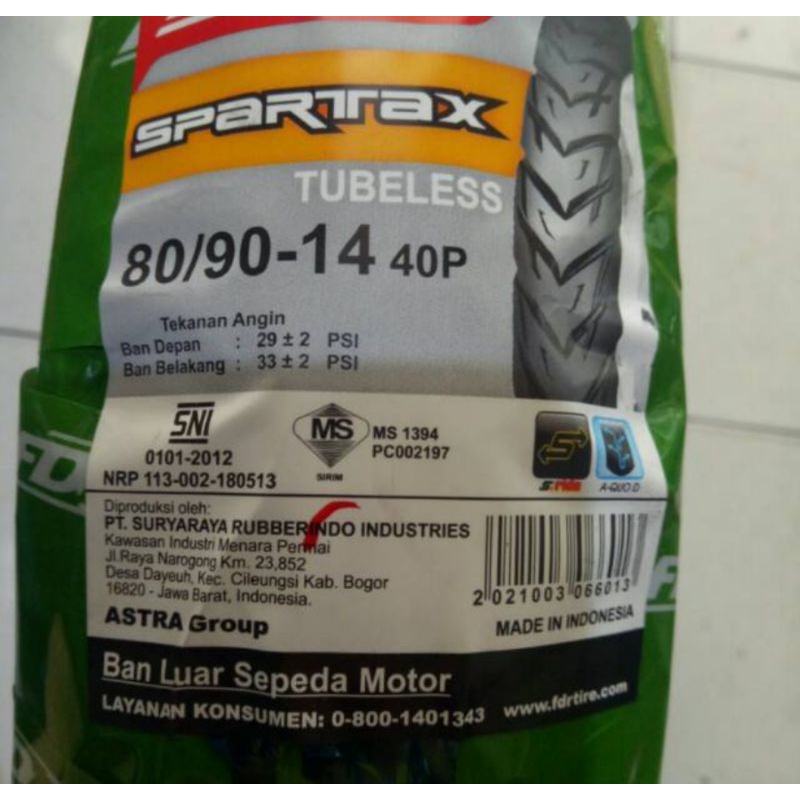 SPARTAX
TUBELESS
80/90-14 40P
Tekanan Angin
Ban Depan : 29 ± 2 PSI
Ban Belakang : 33 ± 2 PSI
SNI
0101-2012
NRP 113-002-180513
MS
SIRIM
MS 1394
PC002197
S
S.ride
A-QUO D
Diproduksi oleh:
PT. SURYARAYA RUBBERINDO INDUSTRIES
Kawasan Industri Menara Permai
Jl.Raya Narogong Km. 23,852
Desa Dayeuh, Kec. Cileungsi Kab. Bogor
16820 - Jawa Barat, Indonesia.
ASTRA Group
2 021003 066013
MADE IN INDONESIA
Ban Luar Sepeda Motor
LAYANAN KONSUMEN: 0-800-1401343
www.fdrtire.com